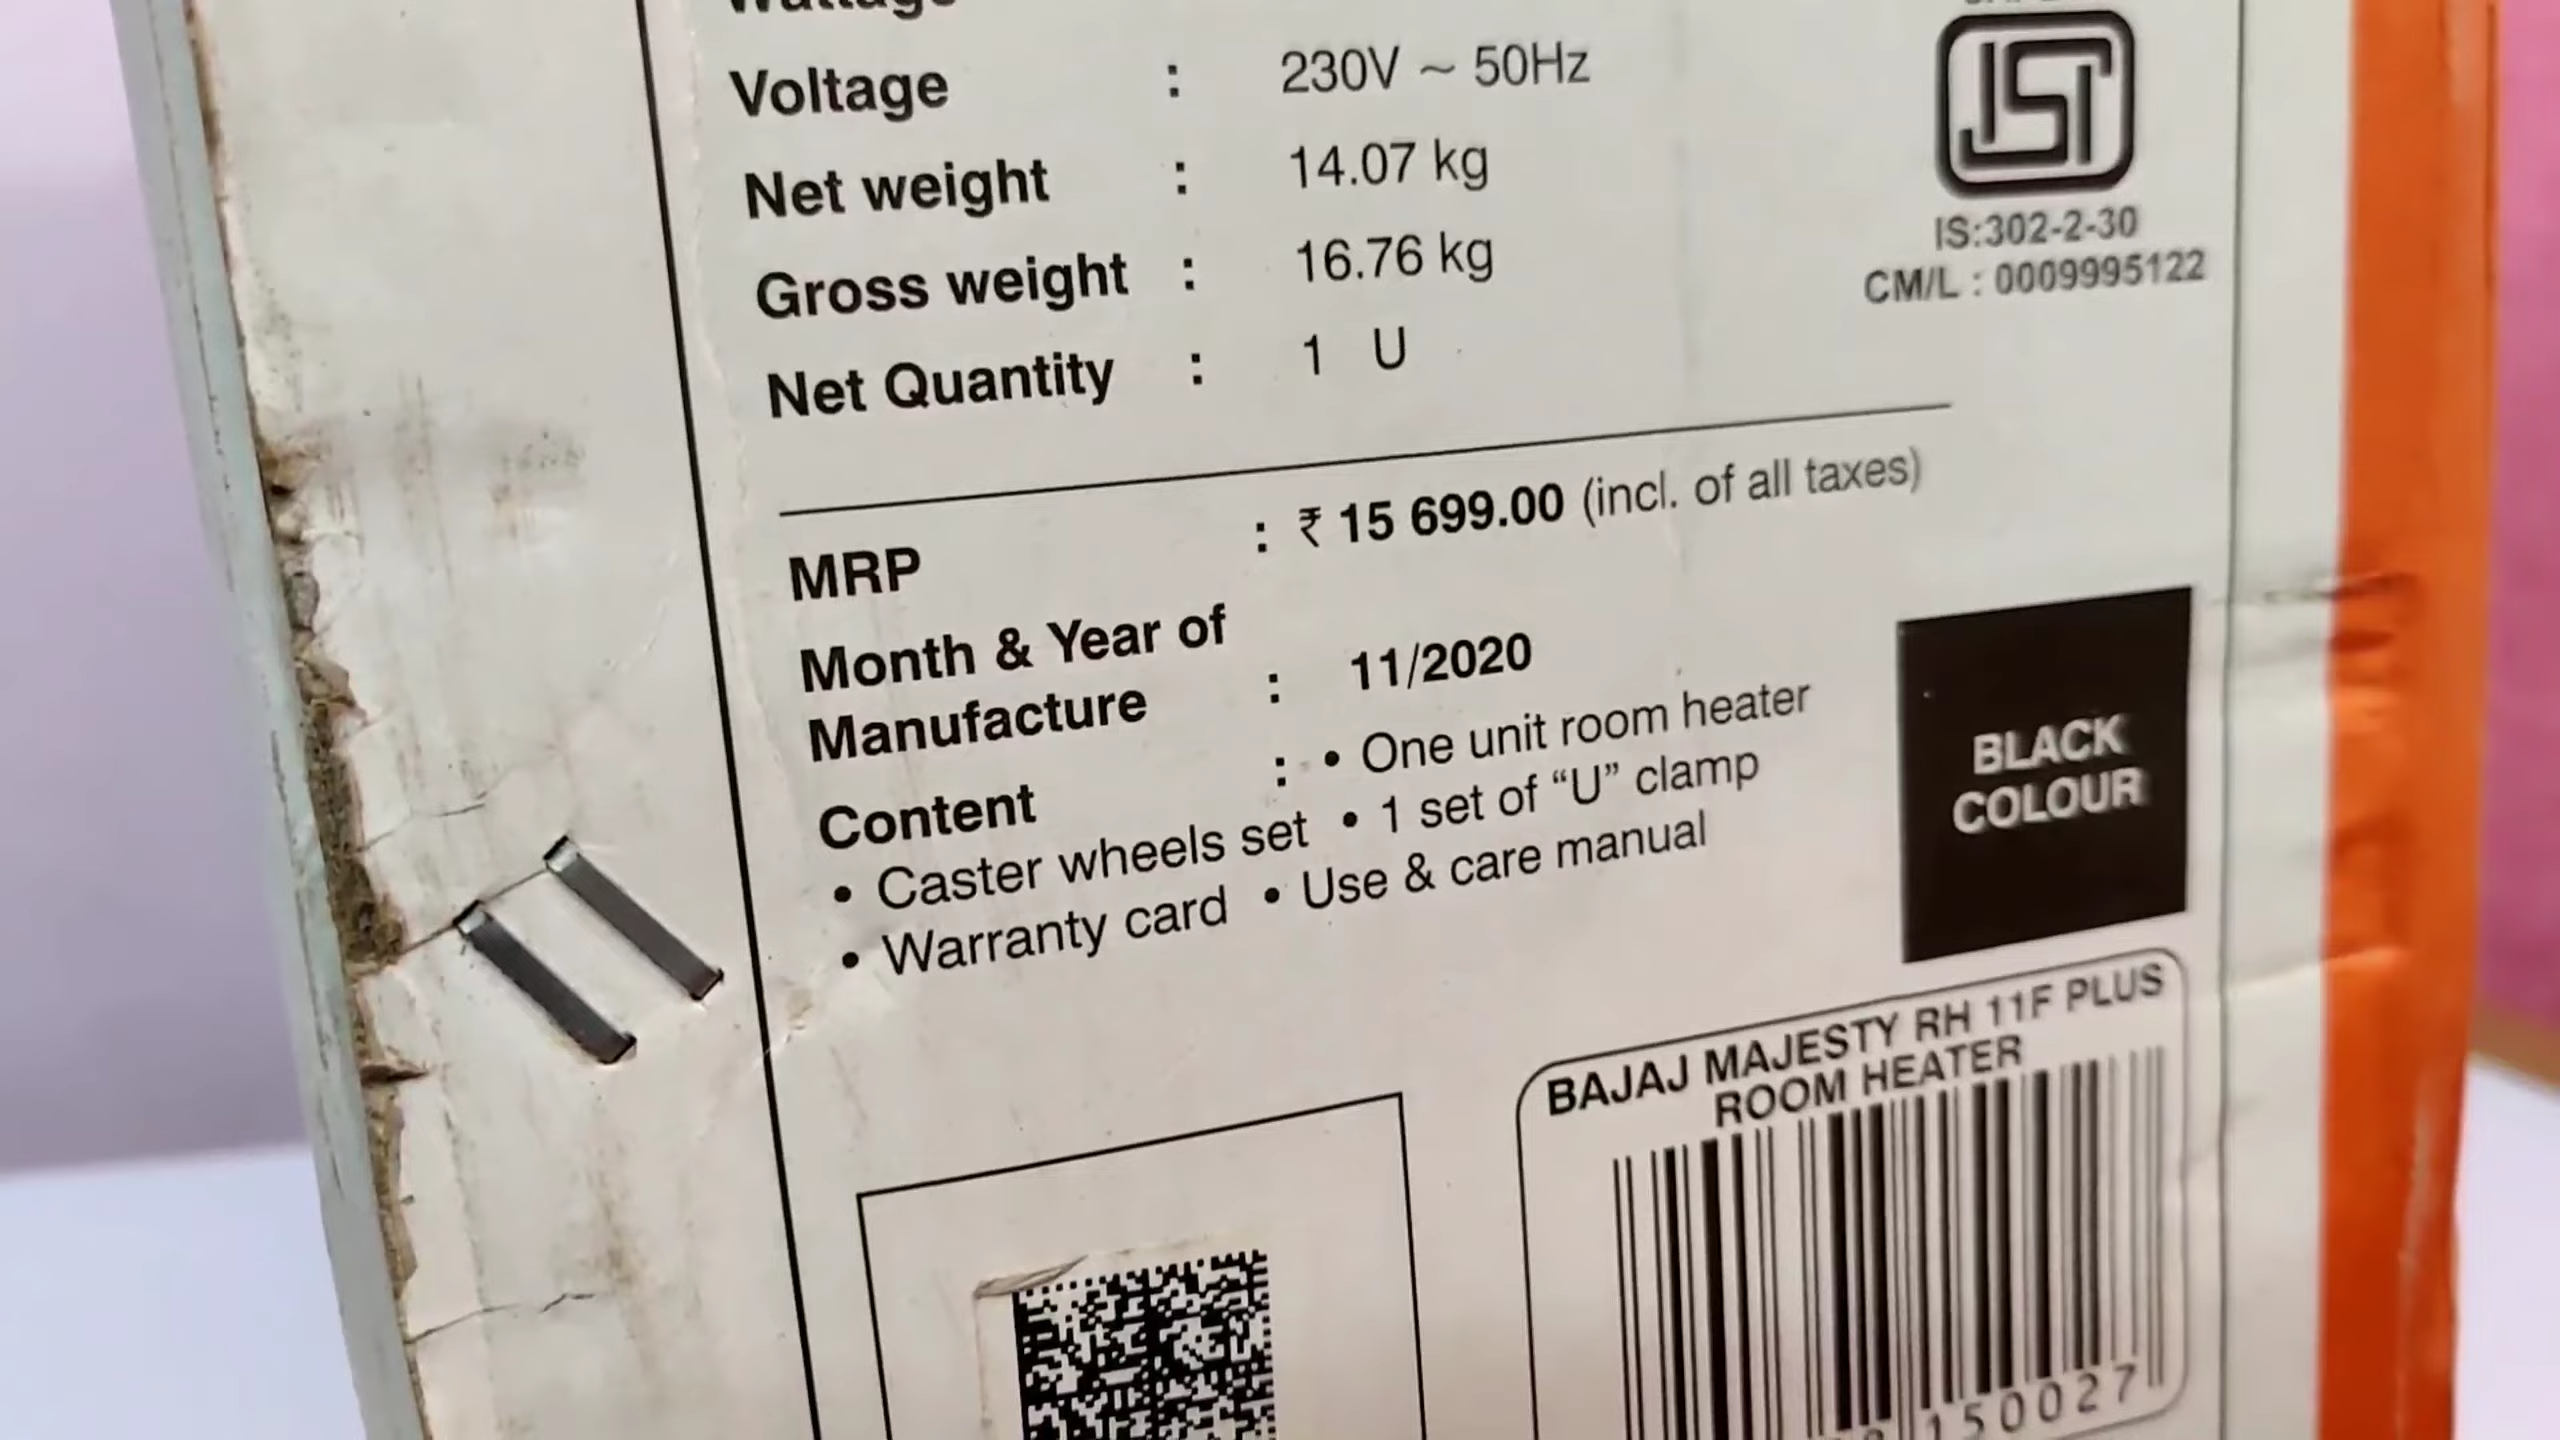 Wattage
Voltage : 230V ~ 50Hz
Net weight : 14.07 kg
Gross weight : 16.76 kg
Net Quantity : 1 U
ISI
IS:302-2-30
CM/L : 0009995122
MRP : ₹ 15 699.00 (incl. of all taxes)
Month & Year of
Manufacture : 11/2020
Content : • One unit room heater
• Caster wheels set • 1 set of “U” clamp
• Warranty card • Use & care manual
BLACK
COLOUR
BAJAJ MAJESTY RH 11F PLUS
ROOM HEATER
150027